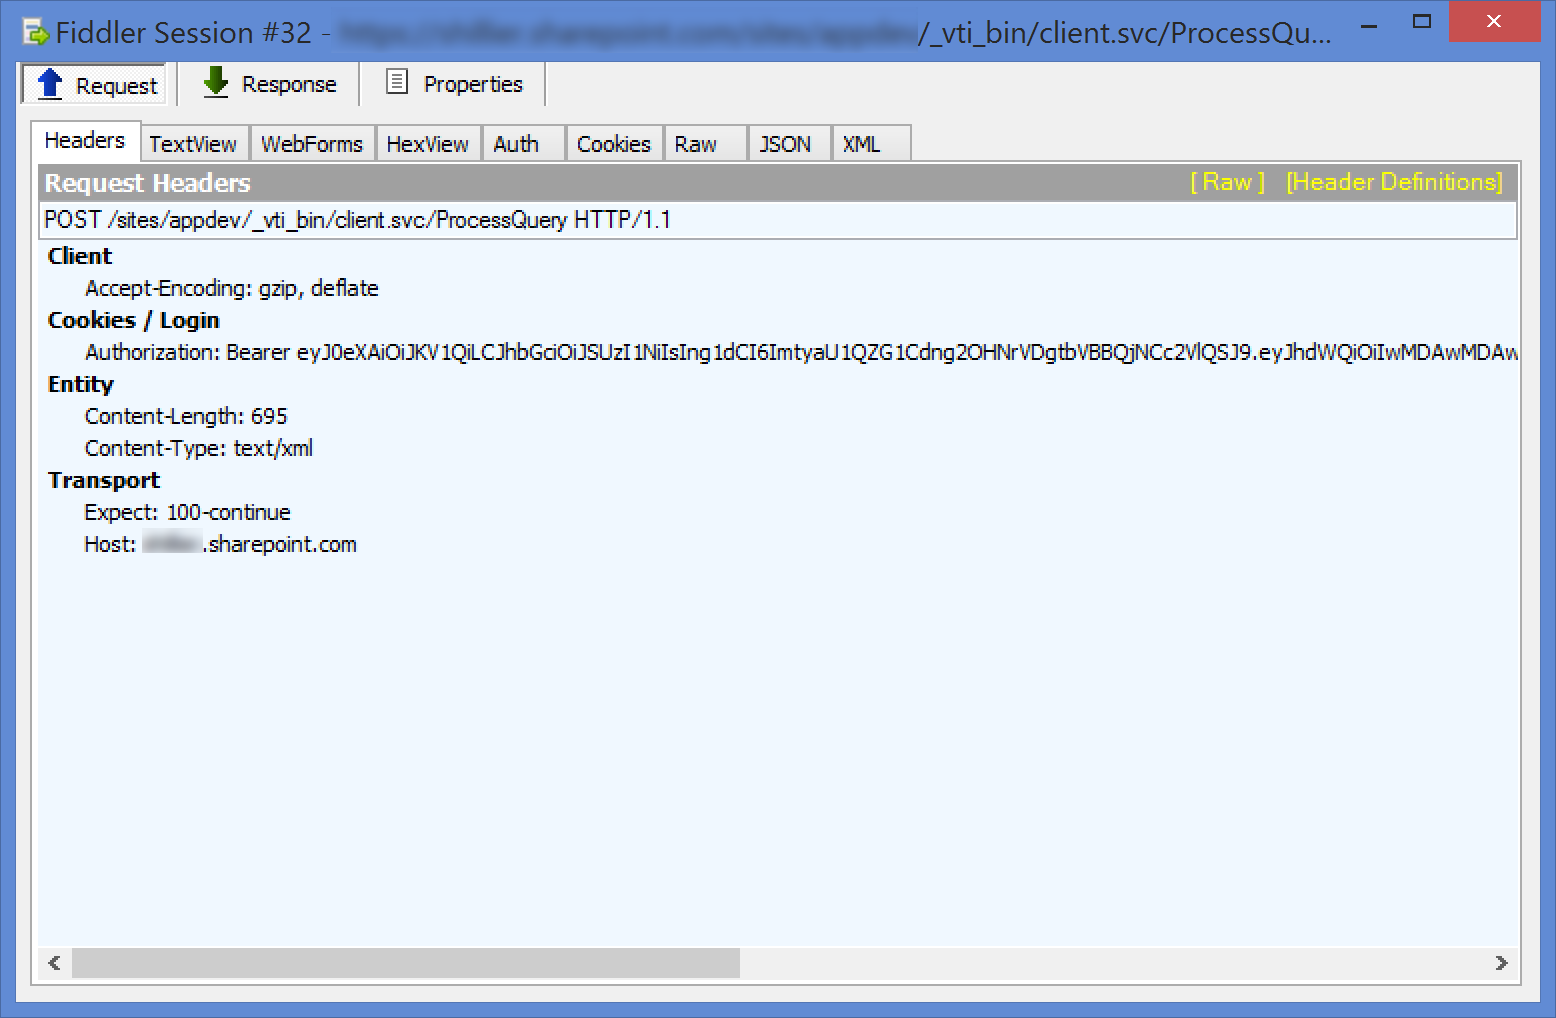 Fiddler Session #32 - /_vti_bin/client.svc/ProcessQu...
Request Response Properties
Headers TextView WebForms HexView Auth Cookies Raw JSON XML
Request Headers [ Raw ] [Header Definitions]
POST /sites/appdev/_vti_bin/client.svc/ProcessQuery HTTP/1.1
Client
Accept-Encoding: gzip, deflate
Cookies / Login
Authorization: Bearer eyJ0eXAiOiJKV1QiLCJhbGciOiJSUzI1NiIsIng1dCI6ImtyaU1QZG1Cdng2OHNrVDgtbVBBQjNCc2VlQSJ9.eyJhdWQiOiIwMDAwMDAw
Entity
Content-Length: 695
Content-Type: text/xml
Transport
Expect: 100-continue
Host: .sharepoint.com